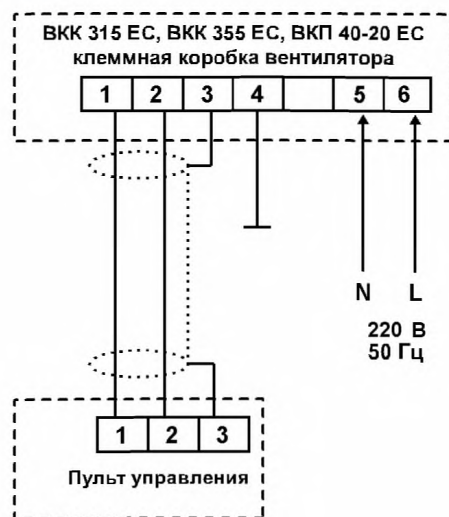 ВКК 315 ЕС, ВКК 355 ЕС, ВКП 40-20 ЕС
клеммная коробка вентилятора
1 2 3 4 5 6
N L
220 В
50 Гц
1 2 3
Пульт управления